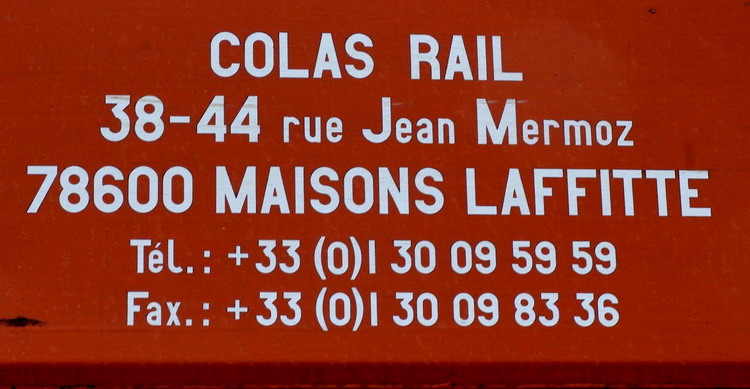 COLAS RAIL
38-44 rue Jean Mermoz
78600 MAISONS LAFFITTE
Tél.: +33 (0)1 30 09 59 59
Fax.: +33 (0)1 30 09 83 36